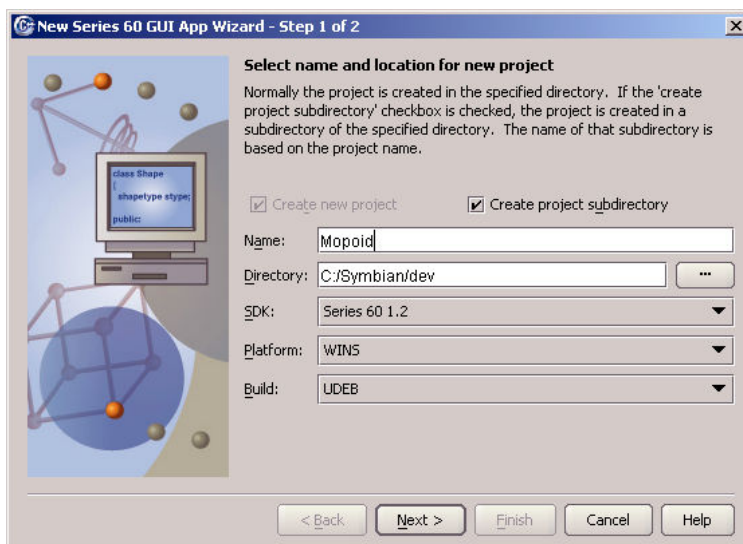 New Series 60 GUI App Wizard - Step 1 of 2
Select name and location for new project
Normally the project is created in the specified directory. If the 'create
project subdirectory' checkbox is checked, the project is created in a
subdirectory of the specified directory. The name of that subdirectory is
based on the project name.
class Shape
{
shapetype stype;
public:
Create new project
Create project subdirectory
Name: Mopoid
Directory: C:/Symbian/dev ...
SDK: Series 60 1.2
Platform: WINS
Build: UDEB
< Back Next > Finish Cancel Help